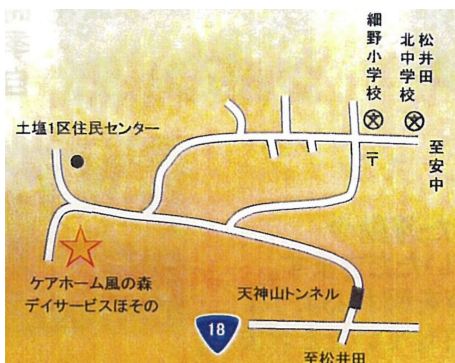 細野小学校
松井田
北中学校
至安中
〒
土塩1区住民センター
ケアホーム風の森
デイサービスほその
天神山トンネル
18
至松井田